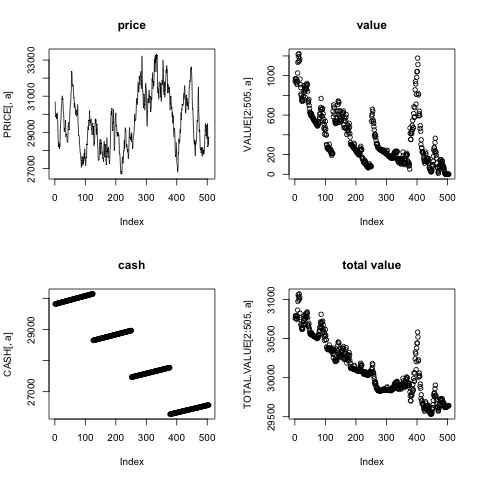 price
PRICE[, a]
27000 29000 31000 33000
0 100 200 300 400 500
Index
value
VALUE[2:505, a]
0 200 600 1000
0 100 200 300 400 500
Index
cash
CASH[, a]
27000 29000
0 100 200 300 400 500
Index
total value
TOTAL.VALUE[2:505, a]
29500 30000 30500 31000
0 100 200 300 400 500
Index